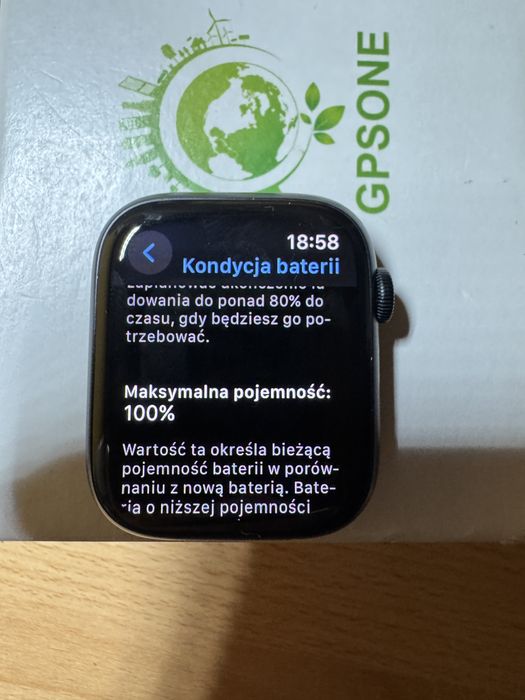 GPSONE
18:58
Kondycja baterii
dowania do ponad 80% do
czasu, gdy będziesz go po-
trzebować.
Maksymalna pojemność:
100%
Wartość ta określa bieżącą
pojemność baterii w porów-
naniu z nową baterią. Bate-
ria o niższej pojemności